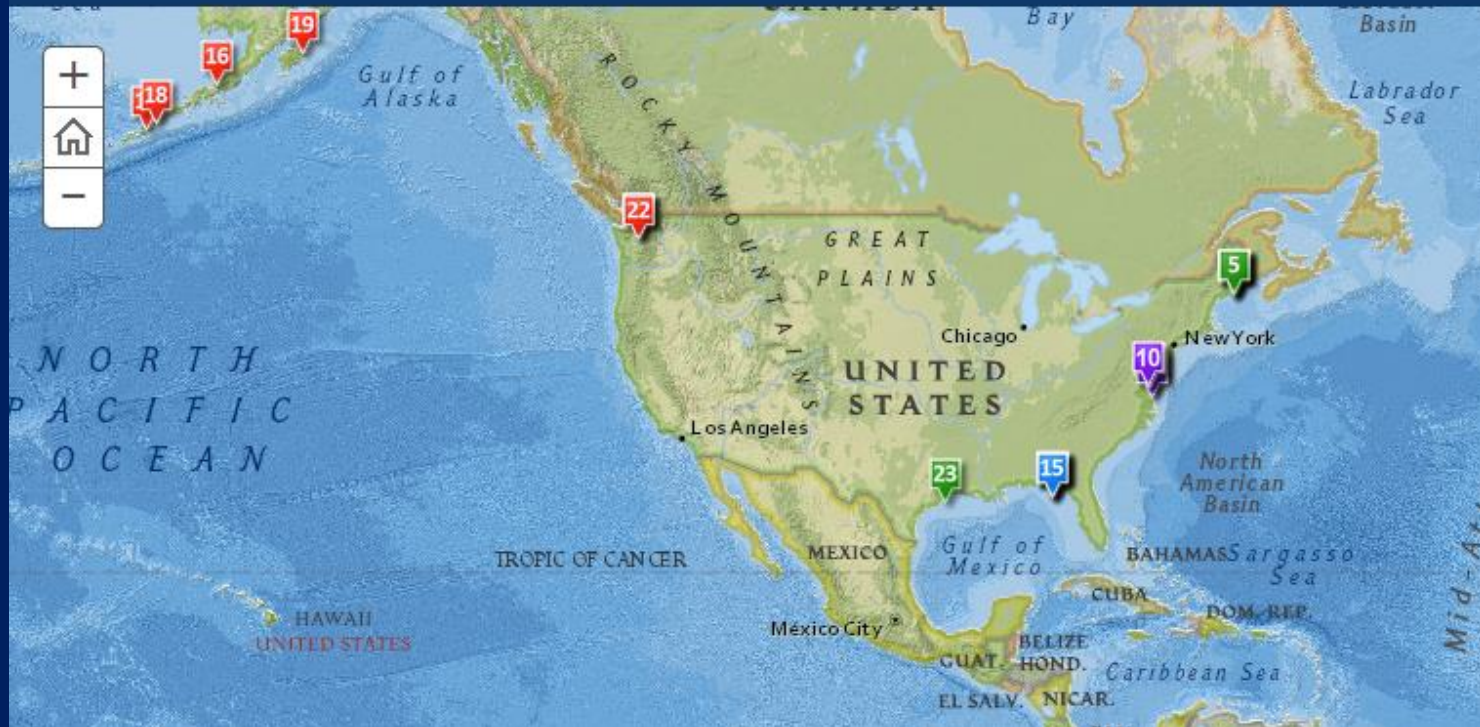 Sea
CANADA
Bay
Labrador
Basin
19
16
18
+
−
Gulf of
Alaska
ROCKY MOUNTAINS
Labrador
Sea
22
GREAT
PLAINS
5
Chicago
New York
10
NORTH
PACIFIC
OCEAN
UNITED
STATES
Los Angeles
23
15
North
American
Basin
TROPIC OF CANCER
MEXICO
Gulf of
Mexico
BAHAMAS
Sargasso
Sea
CUBA
HAWAII
UNITED STATES
DOM. REP.
México City
BELIZE
GUAT.
HOND.
Caribbean Sea
EL SALV.
NICAR.